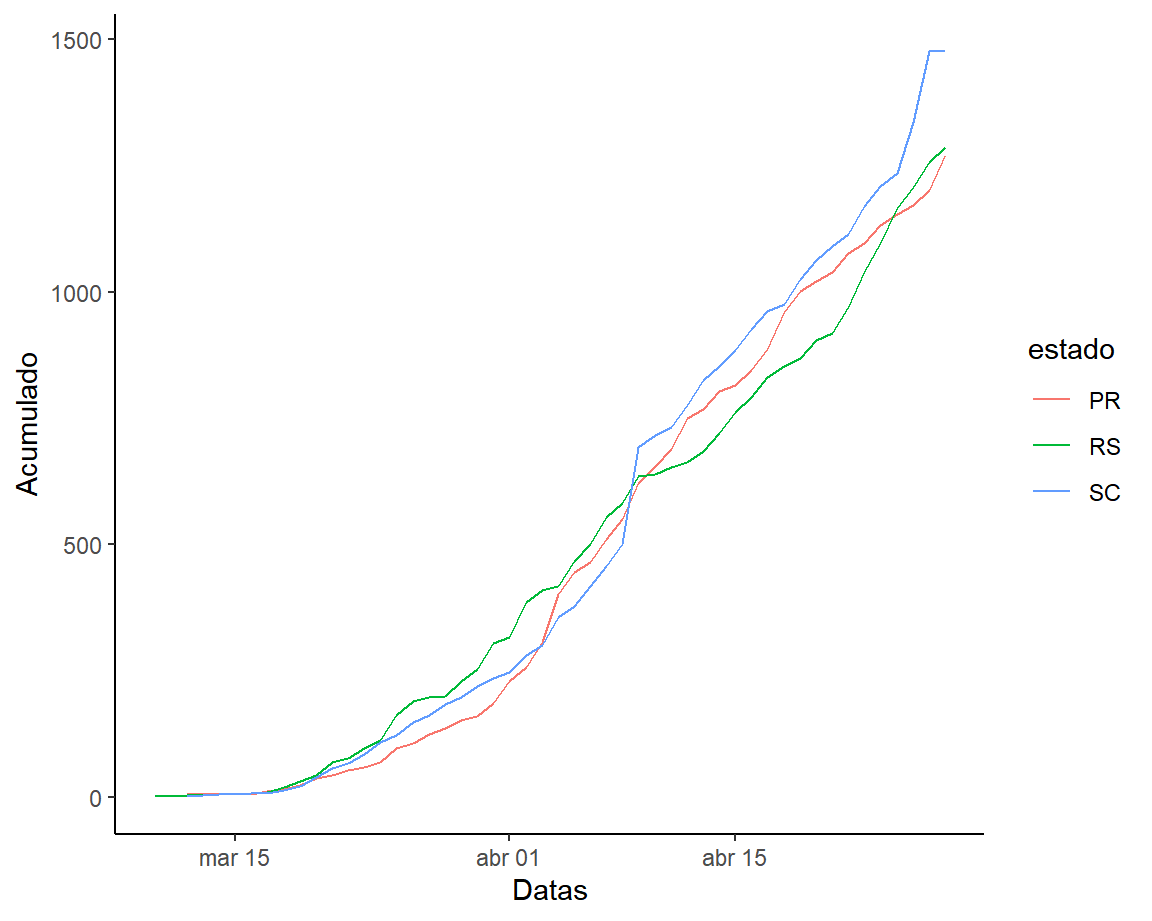 1500
1000
500
0
Acumulado
mar 15
abr 01
abr 15
Datas
estado
PR
RS
SC